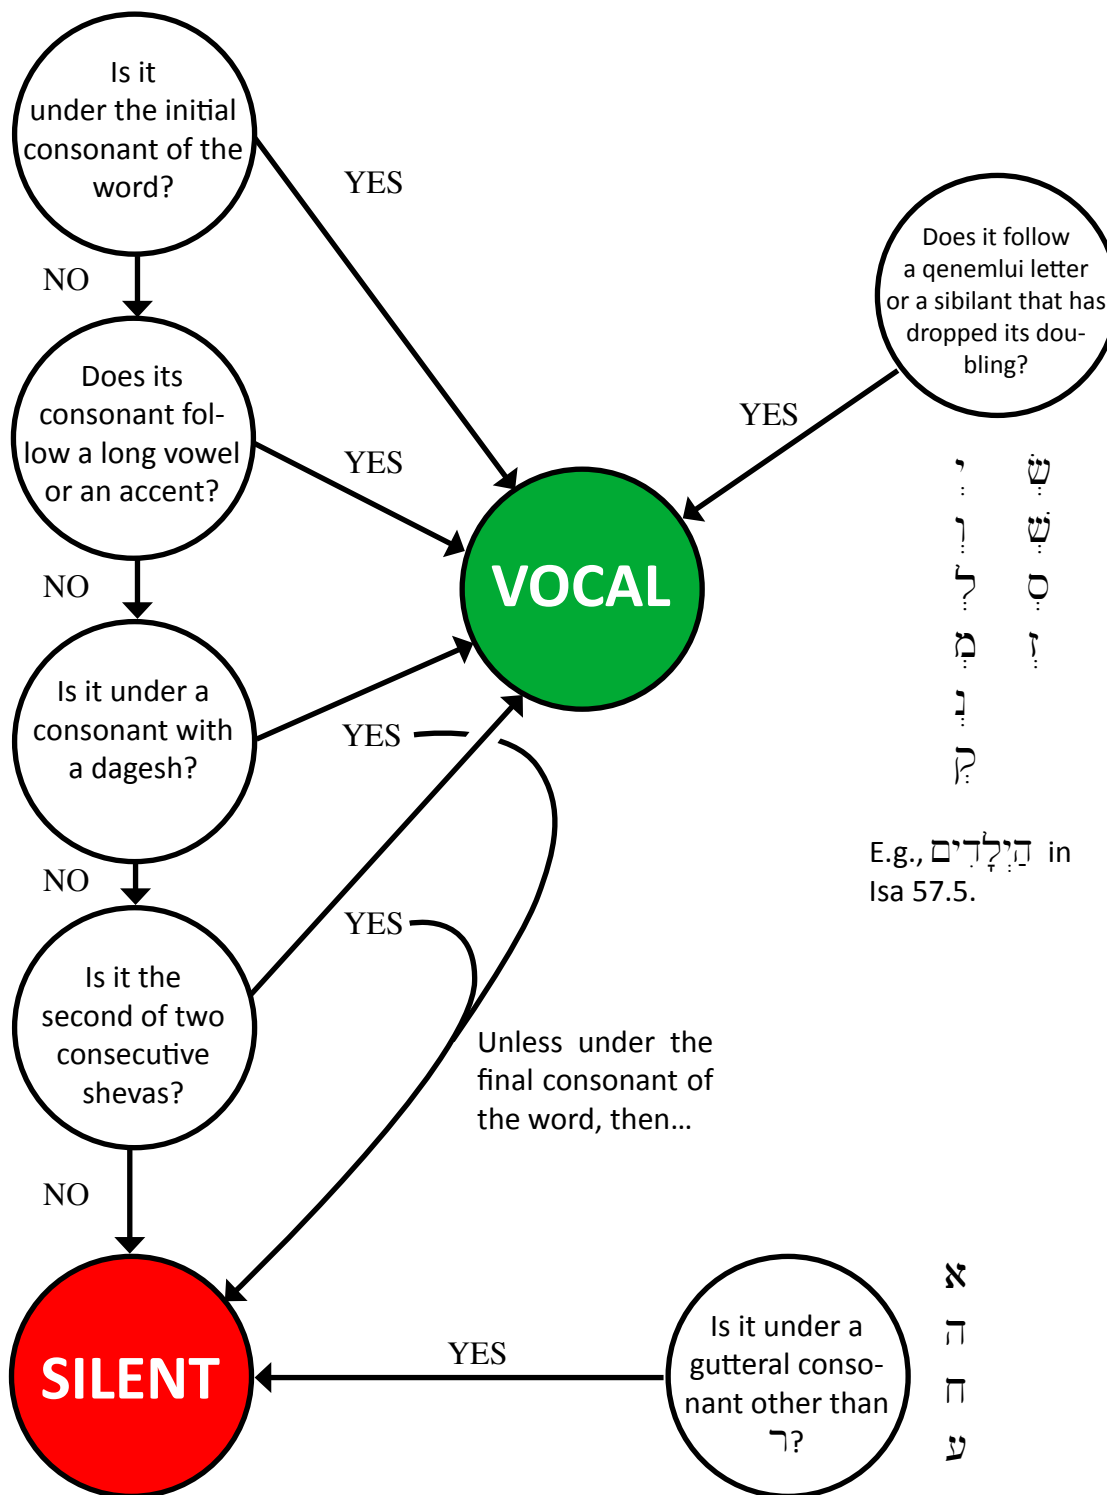 Is it
under the initial
consonant of the
word?
YES
NO
Does its
consonant fol-
low a long vowel
or an accent?
YES
NO
Is it under a
consonant with
a dagesh?
YES
NO
Is it the
second of two
consecutive
shevas?
YES
NO
VOCAL
SILENT
Unless under the
final consonant of
the word, then...
Does it follow
a qenemlui letter
or a sibilant that has
dropped its dou-
bling?
YES
יְ שְׂ
וְ שְׁ
לְ סְ
מְ זְ
נְ
קְ
E.g., הַיְלָדִים in
Isa 57.5.
Is it under a
gutteral conso-
nant other than
ר?
YES
א
ה
ח
ע